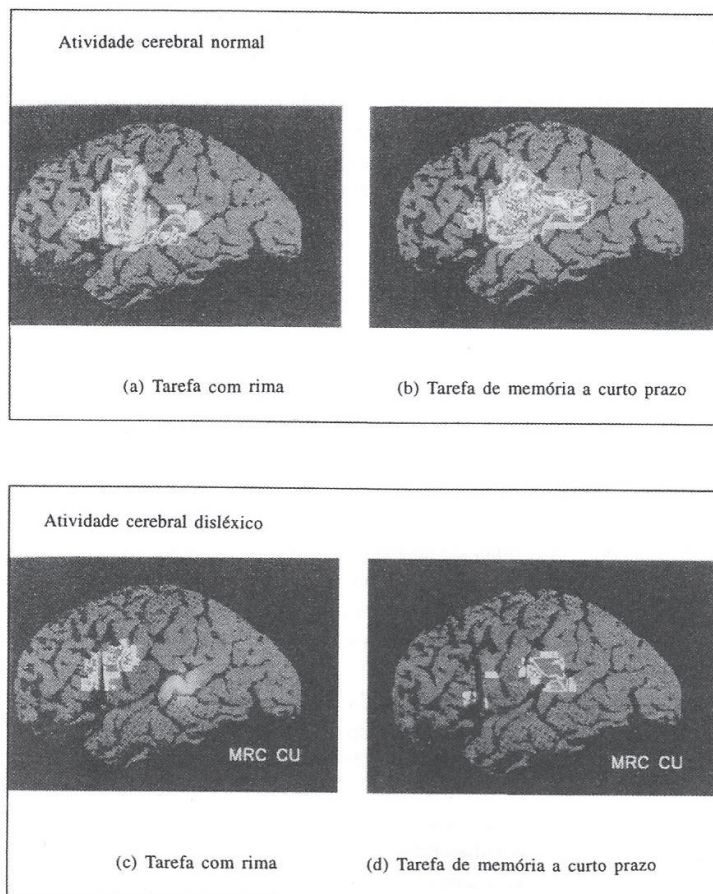 Atividade cerebral normal
(a) Tarefa com rima
(b) Tarefa de memória a curto prazo
Atividade cerebral disléxico
MRC CU
MRC CU
(c) Tarefa com rima
(d) Tarefa de memória a curto prazo